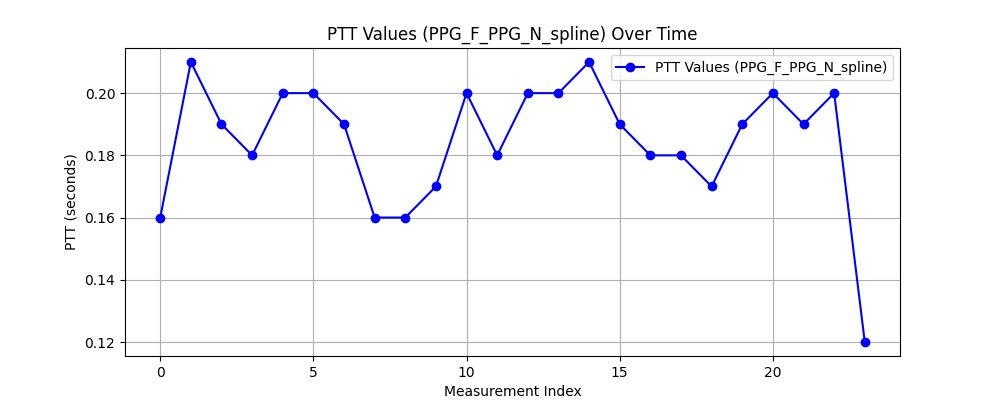 PTT Values (PPG_F_PPG_N_spline) Over Time
PTT Values (PPG_F_PPG_N_spline)
PTT (seconds)
0.20
0.18
0.16
0.14
0.12
0 5 10 15 20
Measurement Index